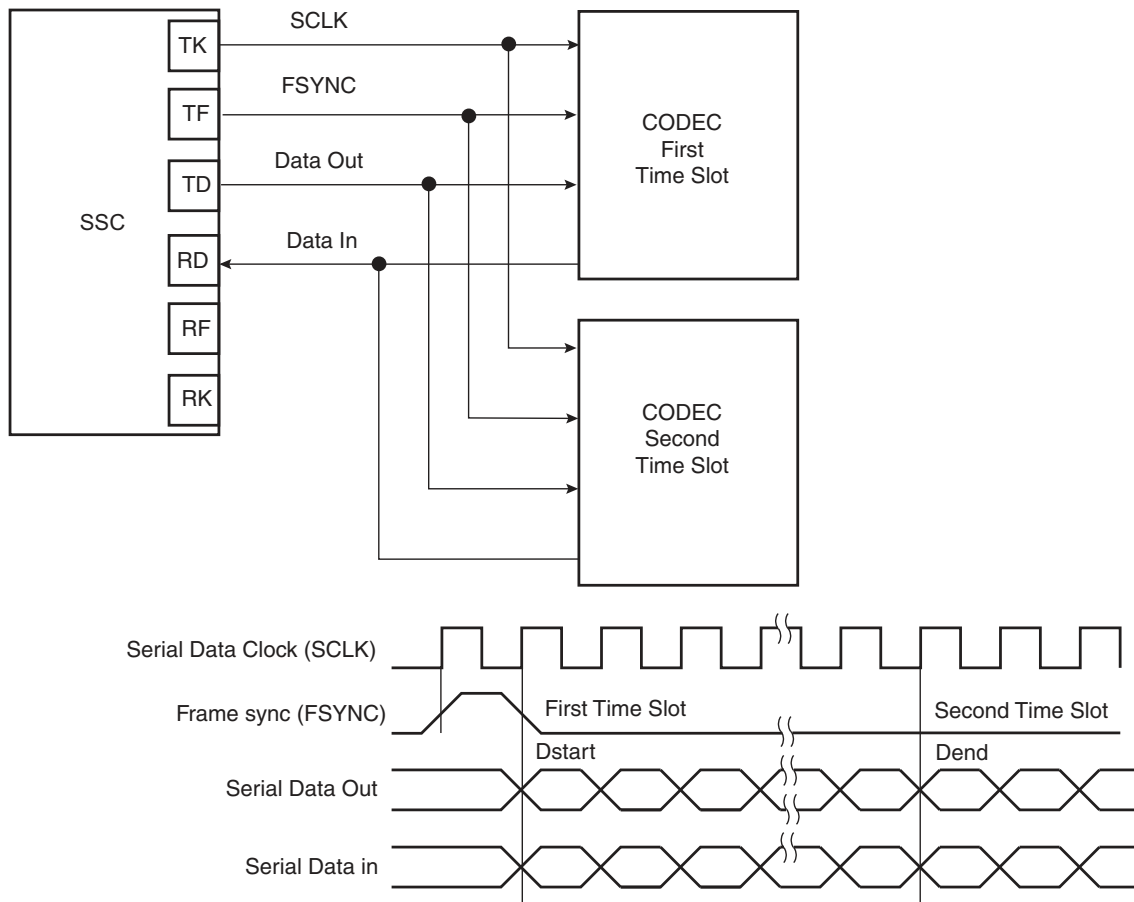 SCLK
TK
FSYNC
TF
CODEC
First
Time Slot
Data Out
TD
SSC
Data In
RD
RF
RK
CODEC
Second
Time Slot
Serial Data Clock (SCLK)
Frame sync (FSYNC)
First Time Slot
Second Time Slot
Dstart
Dend
Serial Data Out
Serial Data in